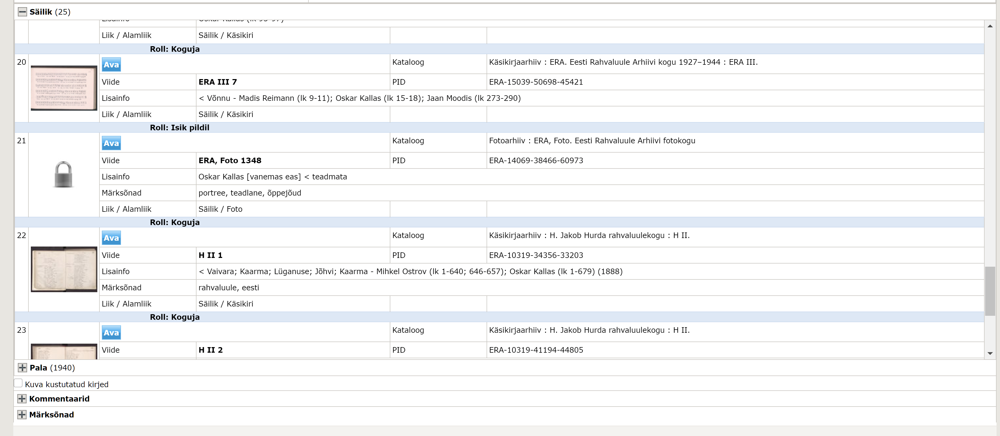 Säilik (25)
Lisainfo Oskar Kallas (lk 93-97)
Liik / Alamliik Säilik / Käsikiri
Roll: Koguja
20 Ava Kataloog Käsikirjaarhiiv : ERA. Eesti Rahvaluule Arhiivi kogu 1927–1944 : ERA III.
Viide ERA III 7 PID ERA-15039-50698-45421
Lisainfo < Võnnu - Madis Reimann (lk 9-11); Oskar Kallas (lk 15-18); Jaan Moodis (lk 273-290)
Liik / Alamliik Säilik / Käsikiri
Roll: Isik pildil
21 Ava Kataloog Fotoarhiiv : ERA, Foto. Eesti Rahvaluule Arhiivi fotokogu
Viide ERA, Foto 1348 PID ERA-14069-38466-60973
Lisainfo Oskar Kallas [vanemas eas] < teadmata
Märksõnad portree, teadlane, õppejõud
Liik / Alamliik Säilik / Foto
Roll: Koguja
22 Ava Kataloog Käsikirjaarhiiv : H. Jakob Hurda rahvaluulekogu : H II.
Viide H II 1 PID ERA-10319-34356-33203
Lisainfo < Vaivara; Kaarma; Lüganuse; Jõhvi; Kaarma - Mihkel Ostrov (lk 1-640; 646-657); Oskar Kallas (lk 1-679) (1888)
Märksõnad rahvaluule, eesti
Liik / Alamliik Säilik / Käsikiri
Roll: Koguja
23 Ava Kataloog Käsikirjaarhiiv : H. Jakob Hurda rahvaluulekogu : H II.
Viide H II 2 PID ERA-10319-41194-44805
Pala (1940)
Kuva kustutatud kirjed
Kommentaarid
Märksõnad